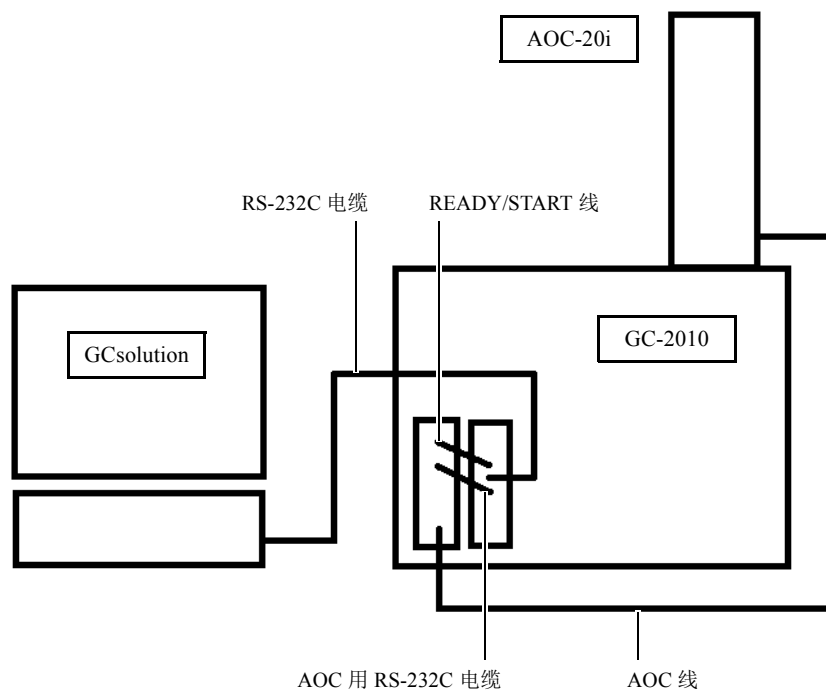 AOC-20i
RS-232C 电缆
READY/START 线
GCsolution
GC-2010
AOC 用 RS-232C 电缆
AOC 线